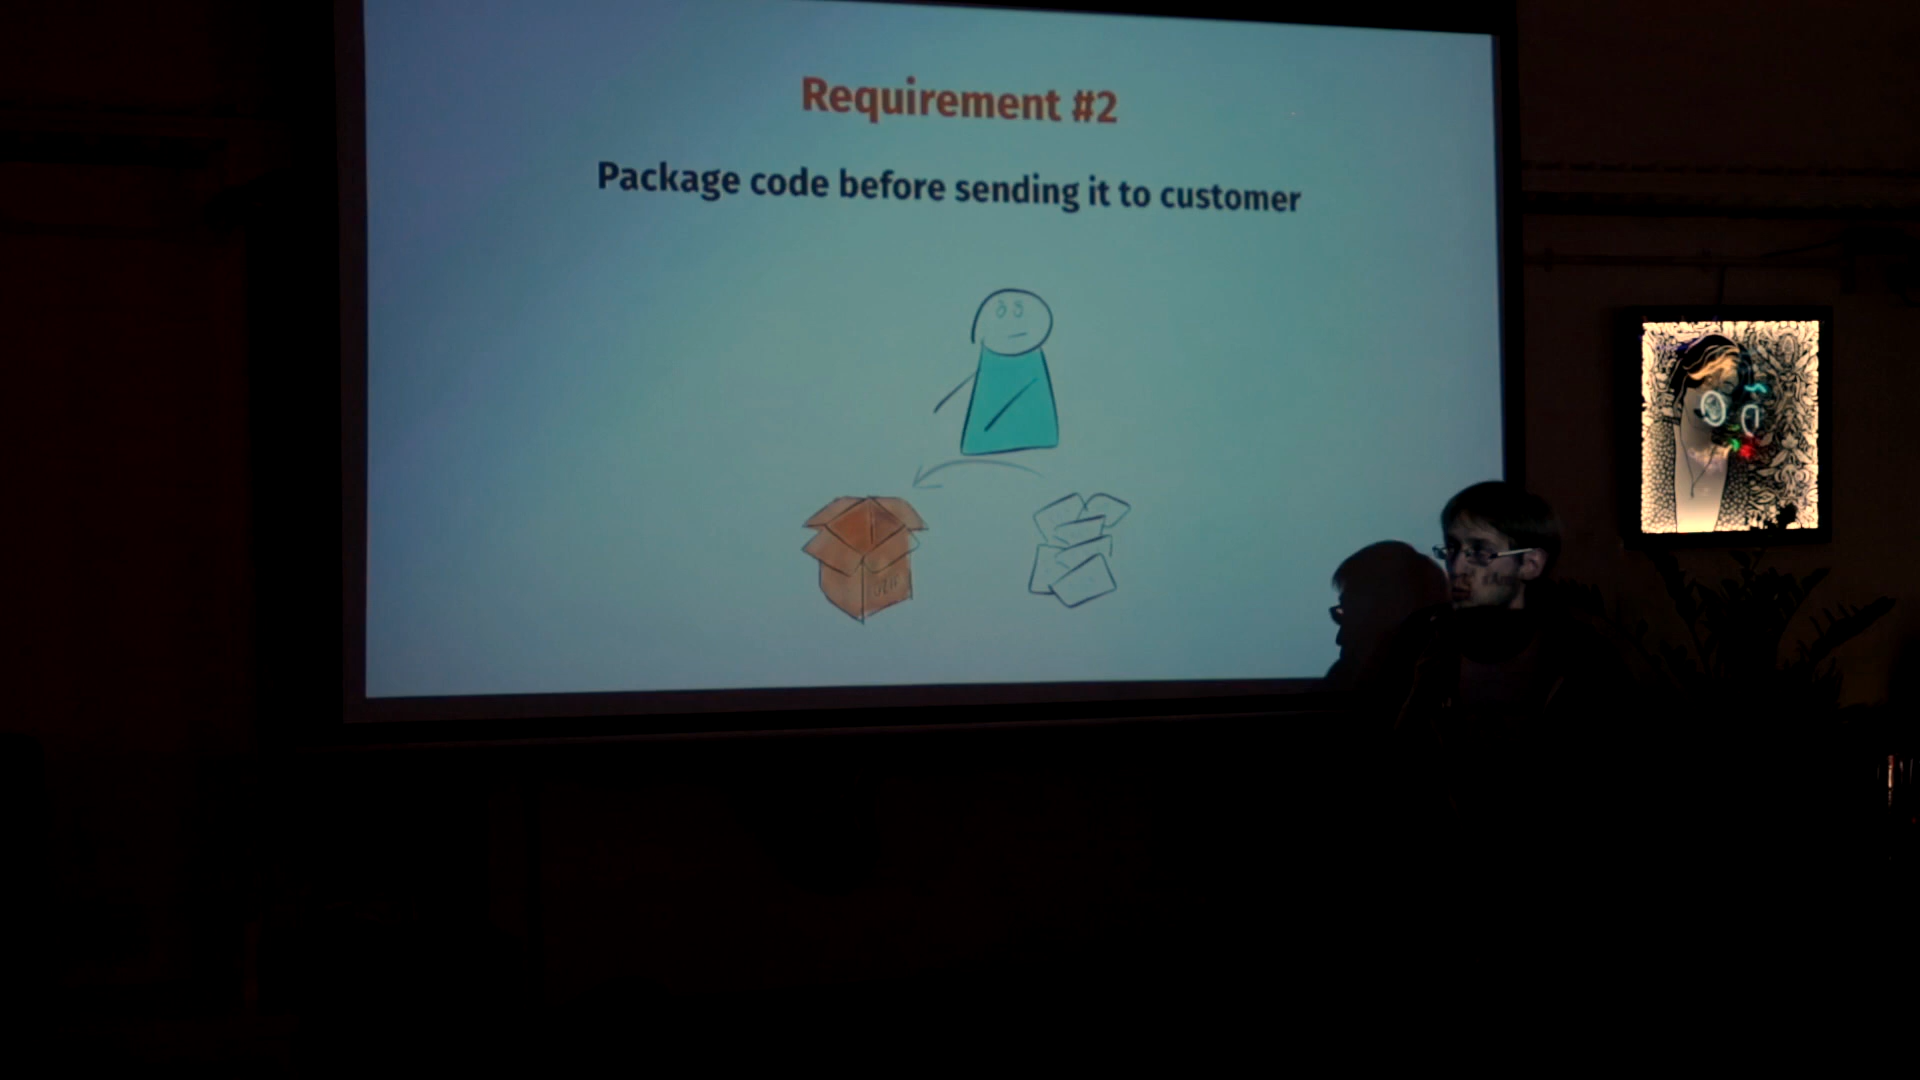 Requirement #2
Package code before sending it to customer